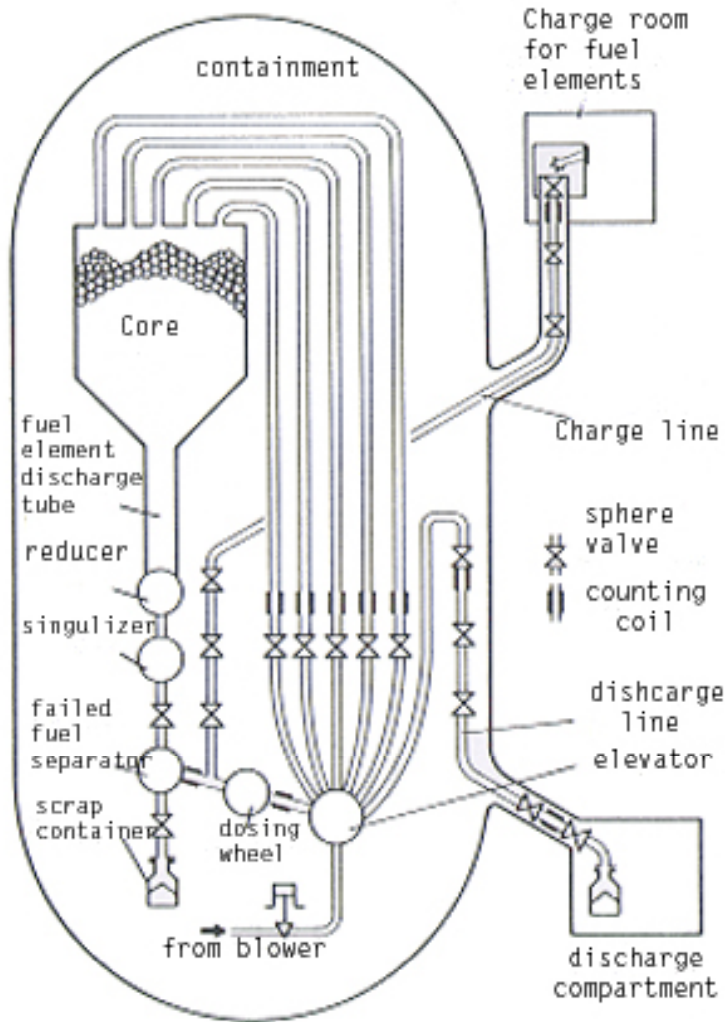 Charge room
for fuel
elements
containment
Core
fuel
element
discharge
tube
Charge line
reducer
sphere
valve
counting
coil
singulizer
failed
fuel
separator
dishcarge
line
elevator
scrap
container
dosing
wheel
from blower
discharge
compartment